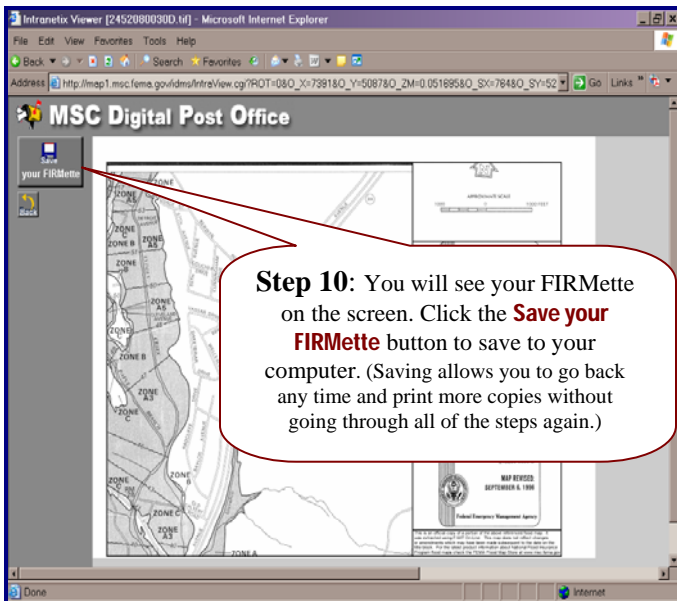 Intranetix Viewer [2452080030D.tif] - Microsoft Internet Explorer
File Edit View Favorites Tools Help
Back Search Favorites
Address http://map1.msc.fema.gov/idms/IntraView.cgi?ROT=0&O_X=7391&O_Y=5087&O_ZM=0.051695&O_SX=764&O_SY=52 Go Links »
MSC Digital Post Office
Save
your FIRMette
Back
APPROXIMATE SCALE
ZONE
A5
ZONE
C
ZONE B
ZONE
A5
ZONE
B
ZONE
A5
ZONE
C
ZONE B
ZONE
A3
ZONE
C
ZONE
B
ZONE
C
ZONE C
ZONE
A3
ZONE A
Step 10: You will see your FIRMette
on the screen. Click the Save your
FIRMette button to save to your
computer. (Saving allows you to go back
any time and print more copies without
going through all of the steps again.)
MAP REVISED:
SEPTEMBER 6, 1996
Federal Emergency Management Agency
Done
Internet